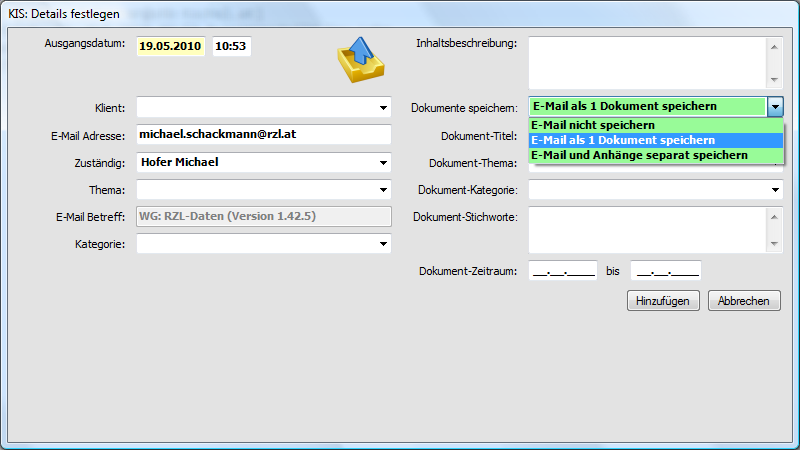 KIS: Details festlegen
Ausgangsdatum: 19.05.2010 10:53
Klient:
E-Mail Adresse: michael.schackmann@rzl.at
Zuständig: Hofer Michael
Thema:
E-Mail Betreff: WG: RZL-Daten (Version 1.42.5)
Kategorie:
Inhaltsbeschreibung:
Dokumente speichern: E-Mail als 1 Dokument speichern
E-Mail nicht speichern
E-Mail als 1 Dokument speichern
E-Mail und Anhänge separat speichern
Dokument-Titel:
Dokument-Thema:
Dokument-Kategorie:
Dokument-Stichworte:
Dokument-Zeitraum: __.__.____ bis __.__.____
Hinzufügen Abbrechen